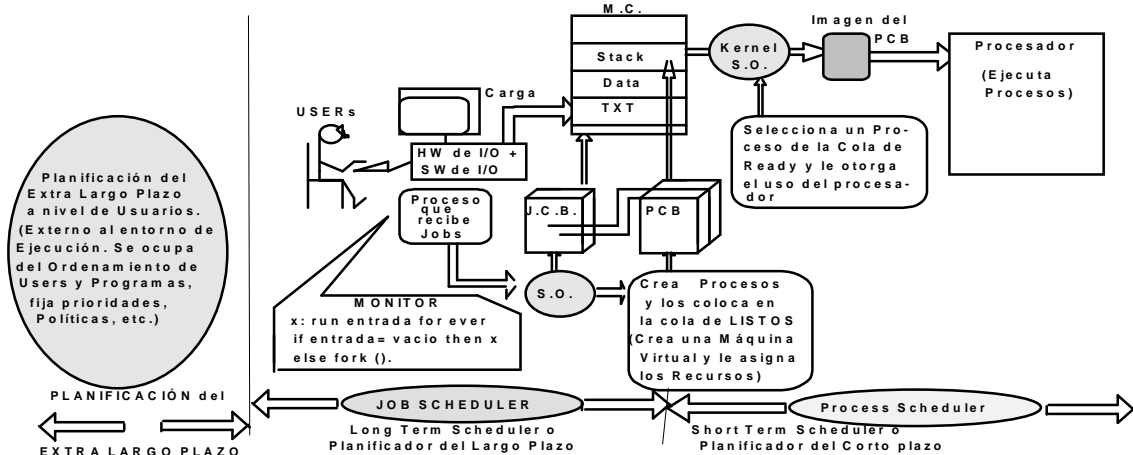 M.C.
Stack
Data
TXT
Kernel
S.O.
Imagen del
PCB
Procesador
(Ejecuta
Procesos)
USERs
Carga
HW de I/O +
SW de I/O
Selecciona un Pro-
ceso de la Cola de
Ready y le otorga
el uso del procesa-
dor
Planificación del
Extra Largo Plazo
a nivel de Usuarios.
(Externo al entorno de
Ejecución. Se ocupa
del Ordenamiento de
Users y Programas,
fija prioridades,
Políticas, etc.)
Proceso
que
recibe
Jobs
J.C.B.
PCB
S.O.
MONITOR
x: run entrada for ever
if entrada= vacio then x
else fork ().
Crea Procesos
y los coloca en
la cola de LISTOS
(Crea una Máquina
Virtual y le asigna
los Recursos)
PLANIFICACIÓN del
EXTRA LARGO PLAZO
JOB SCHEDULER
Long Term Scheduler o
Planificador del Largo Plazo
Process Scheduler
Short Term Scheduler o
Planificador del Corto plazo